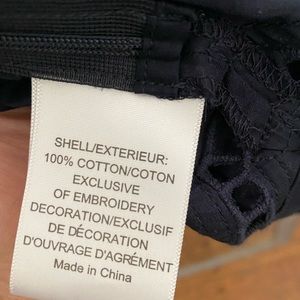 SHELL/EXTERIEUR:
100% COTTON/COTON
EXCLUSIVE
OF EMBROIDERY
DECORATION/EXCLUSIF
DE DÉCORATION
D'OUVRAGE D'AGRÉMENT
Made in China